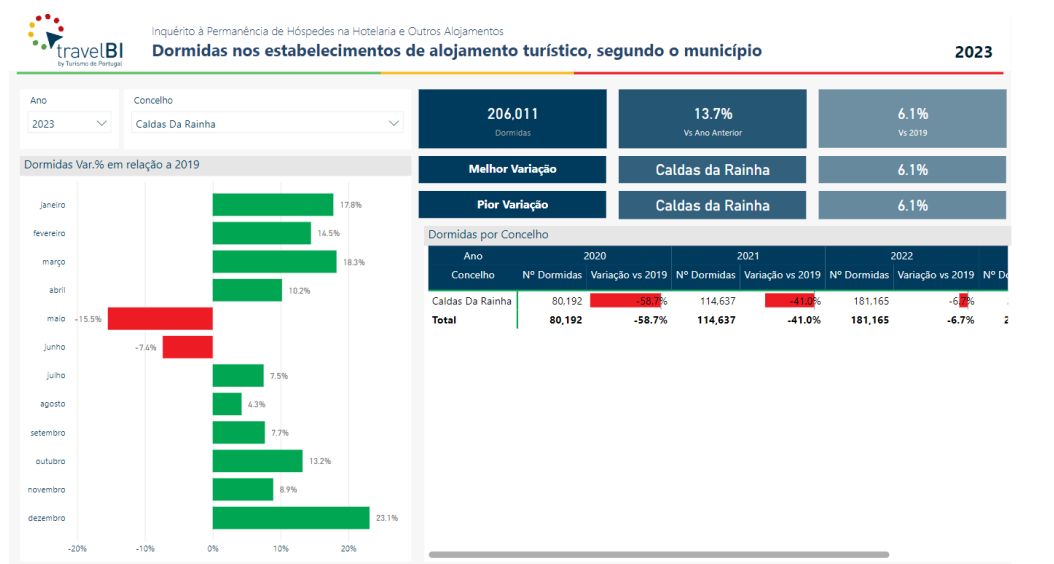 travelBI
by Turismo de Portugal
Inquérito à Permanência de Hóspedes na Hotelaria e Outros Alojamentos
Dormidas nos estabelecimentos de alojamento turístico, segundo o município
2023
Ano
2023
Concelho
Caldas Da Rainha
206,011
Dormidas
13.7%
Vs Ano Anterior
6.1%
Vs 2019
Melhor Variação
Caldas da Rainha
6.1%
Pior Variação
Caldas da Rainha
6.1%
Dormidas Var.% em relação a 2019
janeiro 17.8%
fevereiro 14.5%
março 18.3%
abril 10.2%
maio -15.5%
junho -7.4%
julho 7.5%
agosto 4.3%
setembro 7.7%
outubro 13.2%
novembro 8.9%
dezembro 23.1%
-20% -10% 0% 10% 20%
Dormidas por Concelho
Ano 2020 2021 2022
Concelho Nº Dormidas Variação vs 2019 Nº Dormidas Variação vs 2019 Nº Dormidas Variação vs 2019 Nº
Caldas Da Rainha 80,192 -58.7% 114,637 -41.0% 181,165 -6.7%
Total 80,192 -58.7% 114,637 -41.0% 181,165 -6.7% 2